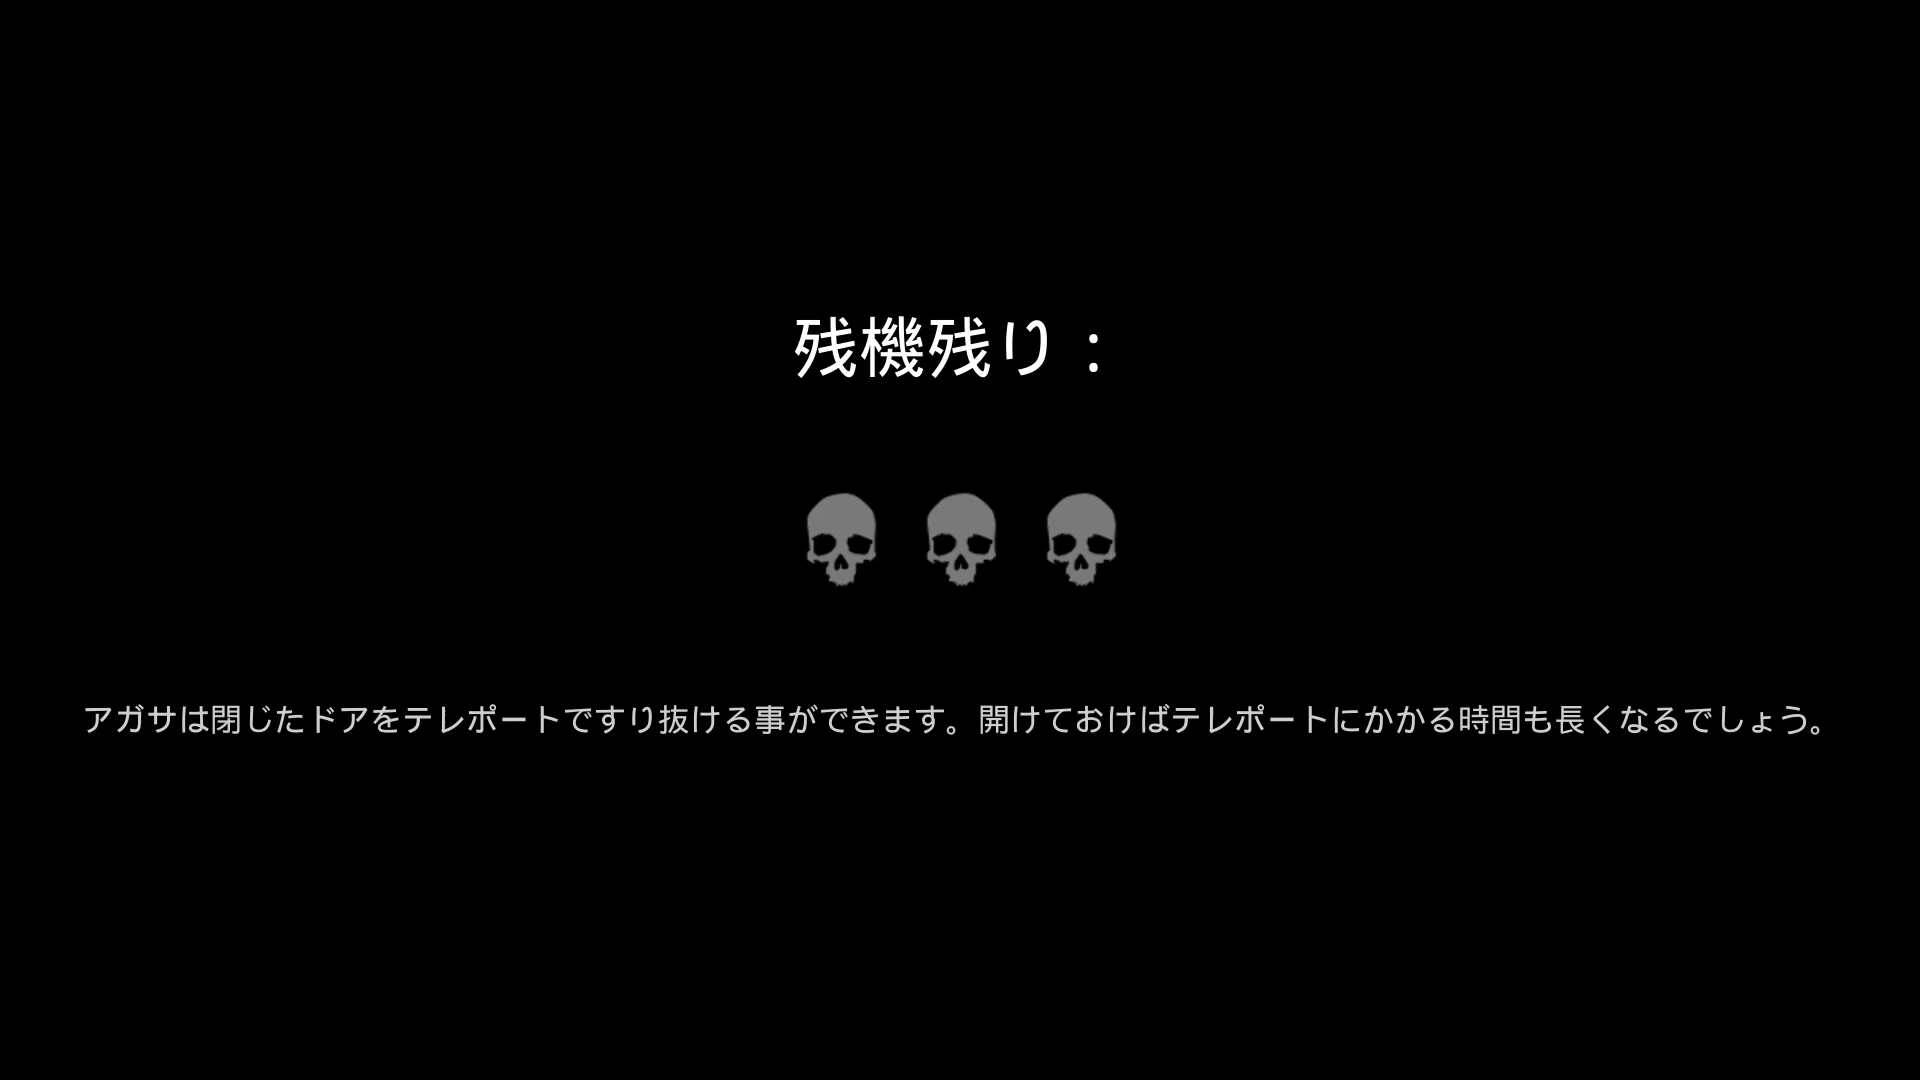 残機残り：
アガサは閉じたドアをテレポートですり抜ける事ができます。開けておけばテレポートにかかる時間も長くなるでしょう。